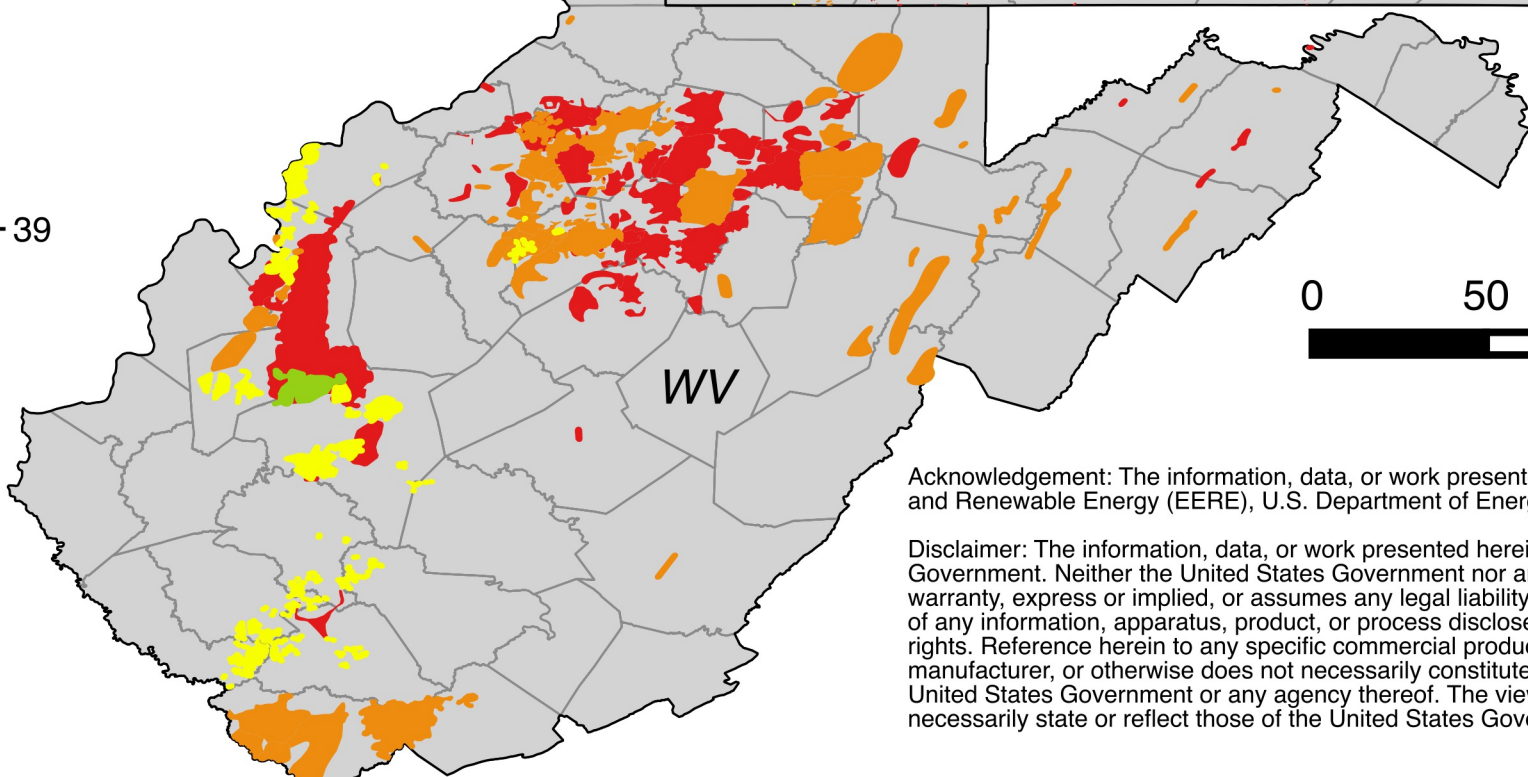 39
0 50
WV
Acknowledgement: The information, data, or work present
and Renewable Energy (EERE), U.S. Department of Energ
Disclaimer: The information, data, or work presented herei
Government. Neither the United States Government nor a
warranty, express or implied, or assumes any legal liability
of any information, apparatus, product, or process disclose
rights. Reference herein to any specific commercial produ
manufacturer, or otherwise does not necessarily constitute
United States Government or any agency thereof. The view
necessarily state or reflect those of the United States Gov